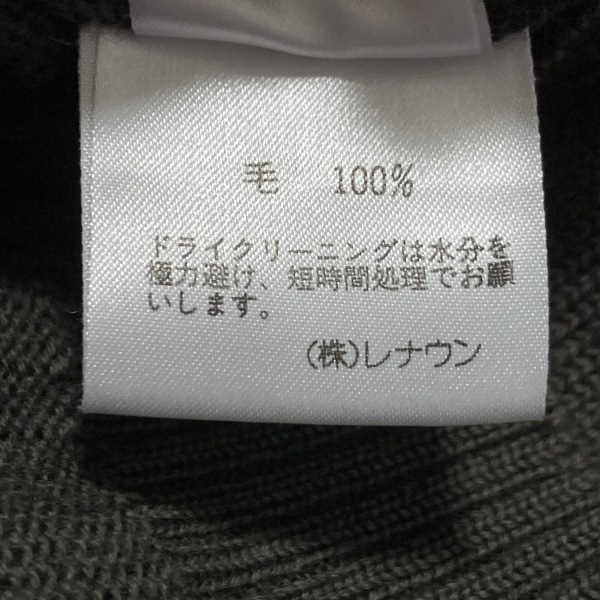 毛 100%
ドライクリーニングは水分を
極力避け、短時間処理でお願
いします。
(株)レナウン